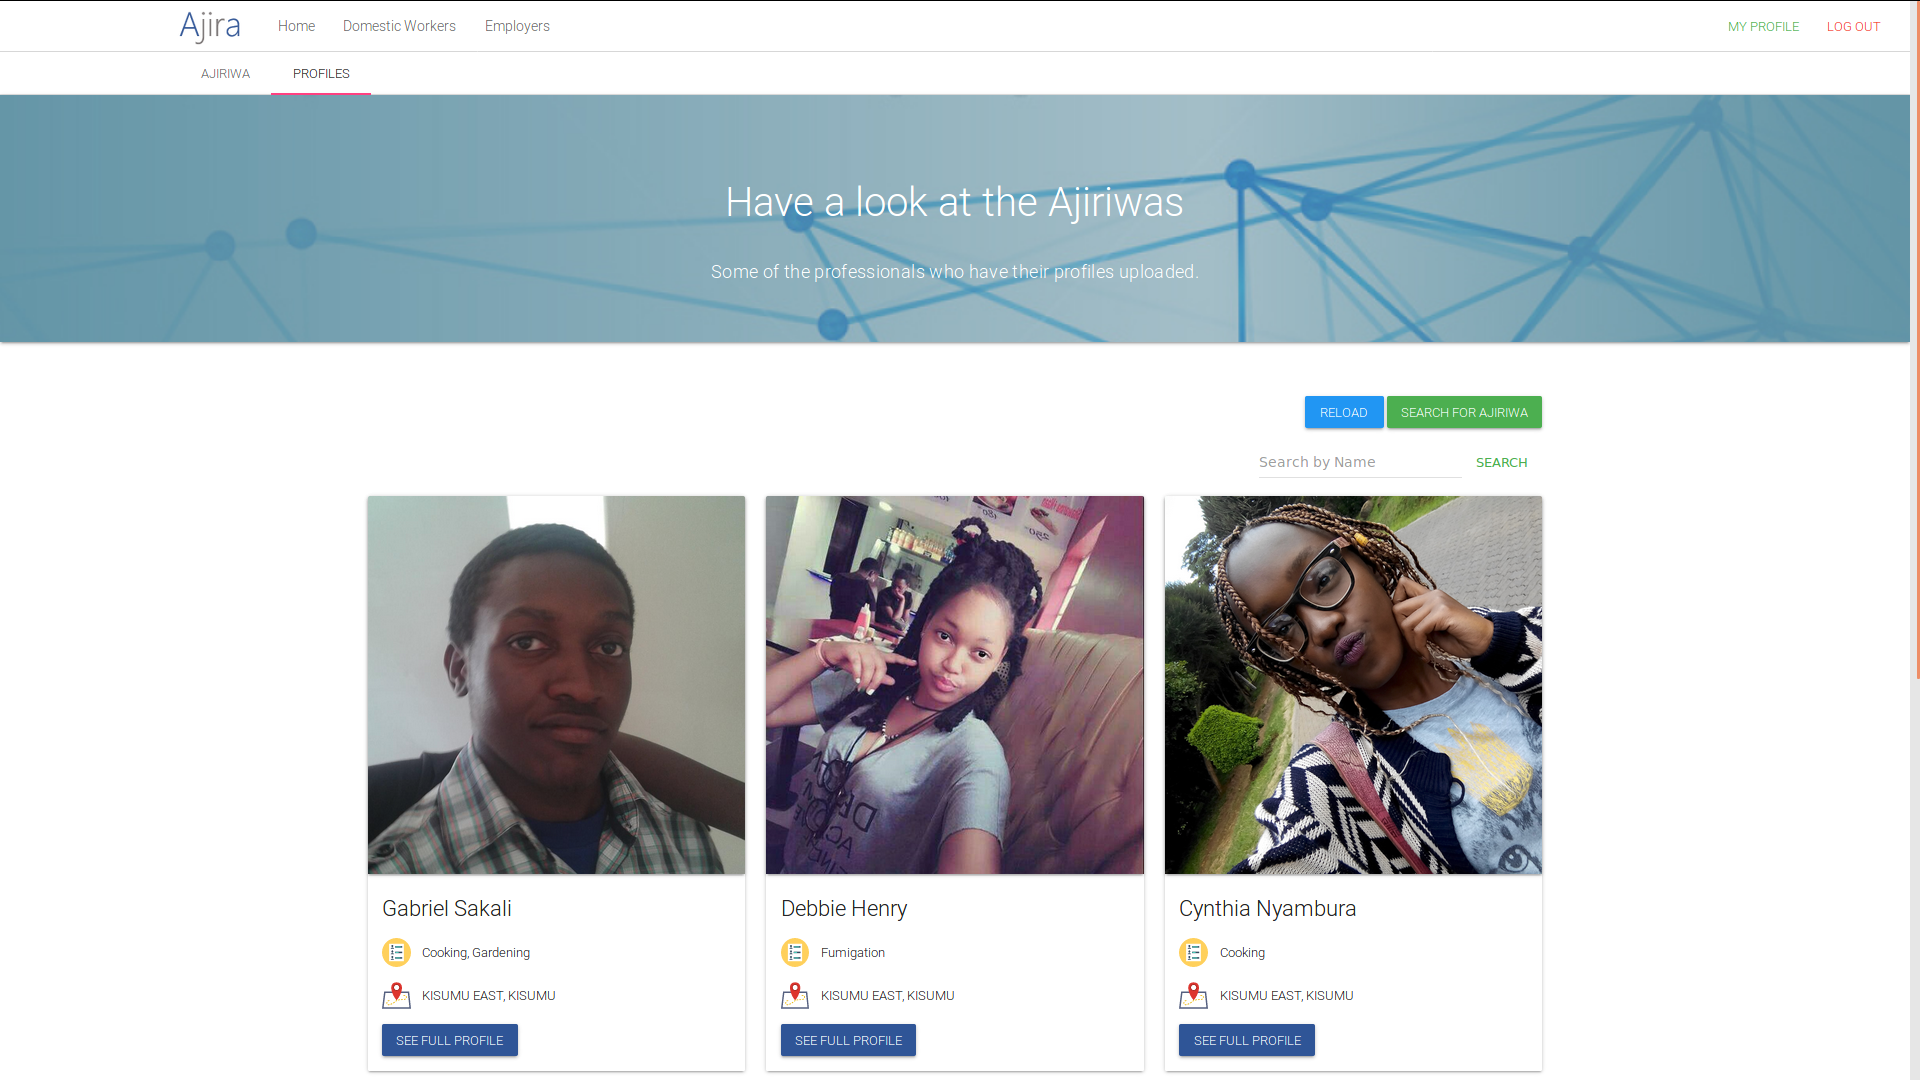 Ajira
Home
Domestic Workers
Employers
MY PROFILE
LOG OUT
AJIRIWA
PROFILES
Have a look at the Ajiriwas
Some of the professionals who have their profiles uploaded.
RELOAD
SEARCH FOR AJIRIWA
Search by Name
SEARCH
Gabriel Sakali
Cooking, Gardening
KISUMU EAST, KISUMU
SEE FULL PROFILE
Debbie Henry
Fumigation
KISUMU EAST, KISUMU
SEE FULL PROFILE
Cynthia Nyambura
Cooking
KISUMU EAST, KISUMU
SEE FULL PROFILE